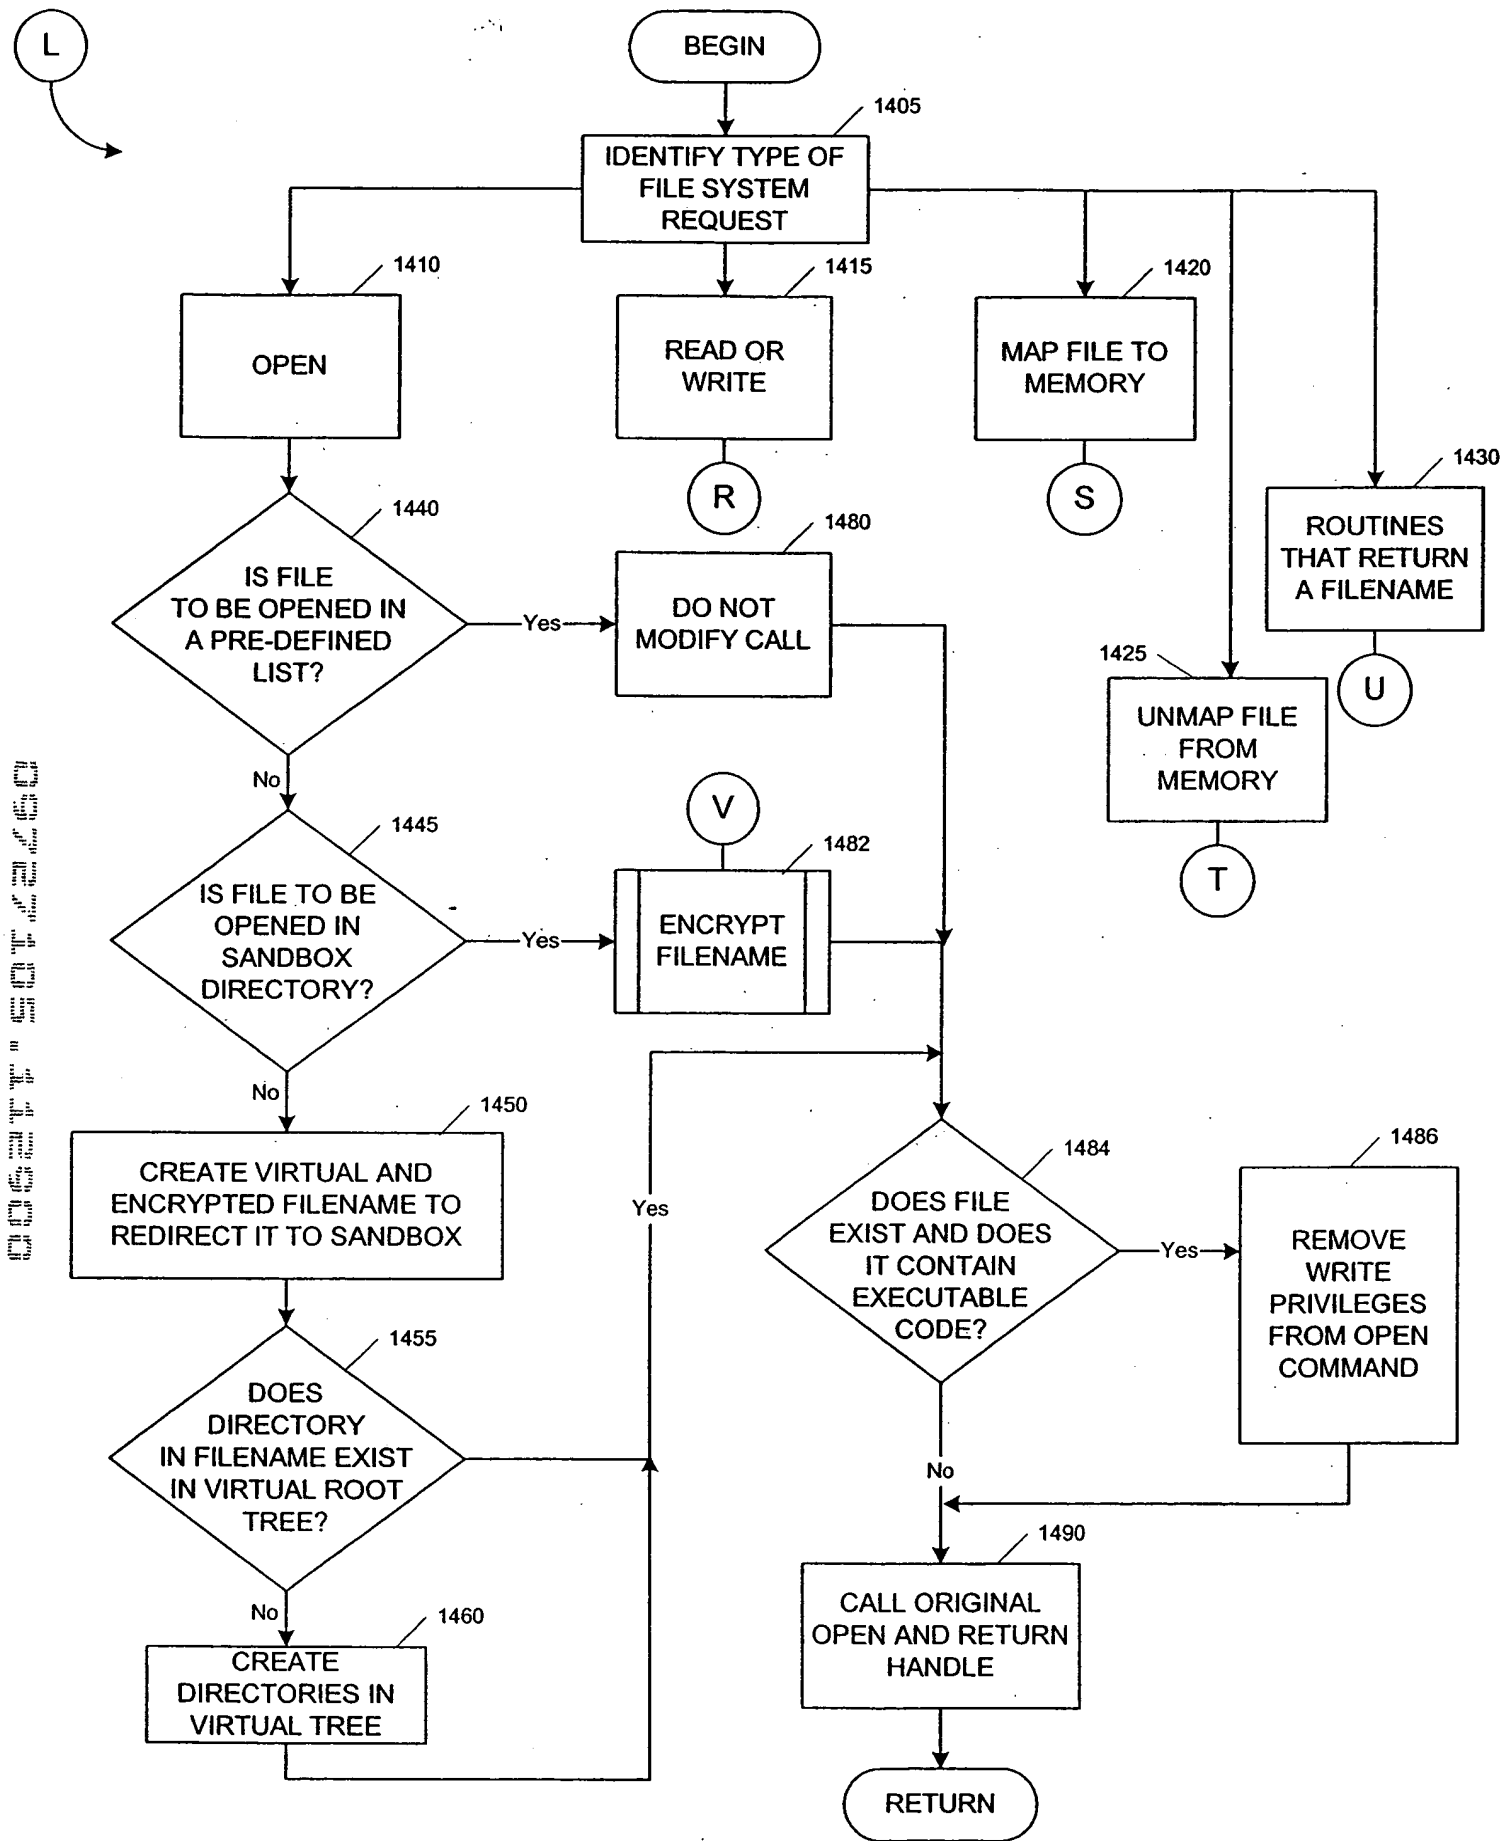 L
BEGIN
1405
IDENTIFY TYPE OF
FILE SYSTEM
REQUEST
1410
OPEN
1415
READ OR
WRITE
R
1420
MAP FILE TO
MEMORY
S
1430
ROUTINES
THAT RETURN
A FILENAME
U
1425
UNMAP FILE
FROM
MEMORY
T
1440
IS FILE
TO BE OPENED IN
A PRE-DEFINED
LIST?
Yes
1480
DO NOT
MODIFY CALL
No
1445
IS FILE TO BE
OPENED IN
SANDBOX
DIRECTORY?
Yes
V
1482
ENCRYPT
FILENAME
No
1450
CREATE VIRTUAL AND
ENCRYPTED FILENAME TO
REDIRECT IT TO SANDBOX
1455
DOES
DIRECTORY
IN FILENAME EXIST
IN VIRTUAL ROOT
TREE?
Yes
No
1460
CREATE
DIRECTORIES IN
VIRTUAL TREE
1484
DOES FILE
EXIST AND DOES
IT CONTAIN
EXECUTABLE
CODE?
Yes
1486
REMOVE
WRITE
PRIVILEGES
FROM OPEN
COMMAND
No
1490
CALL ORIGINAL
OPEN AND RETURN
HANDLE
RETURN